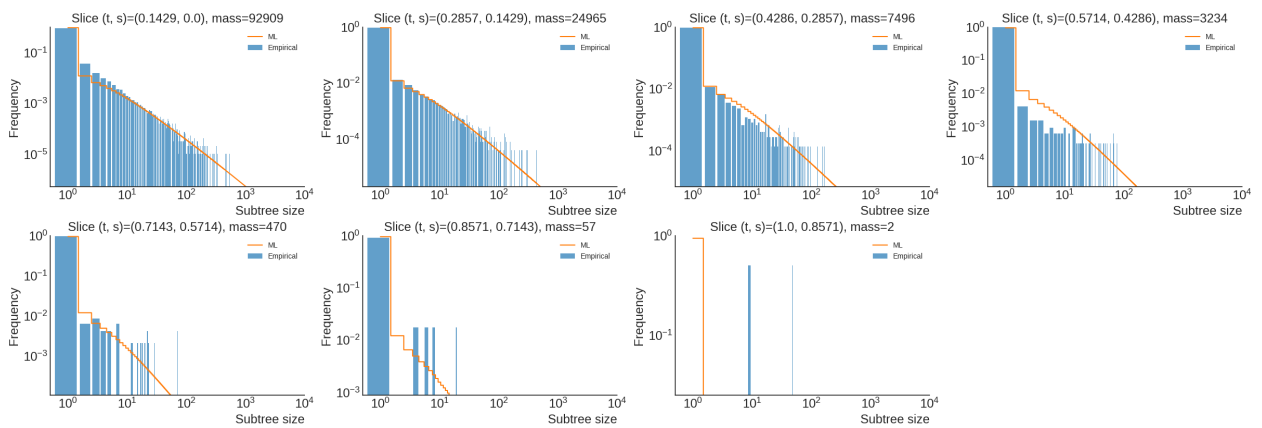 Slice (t, s)=(0.1429, 0.0), mass=92909
ML
Empirical
10⁻¹
10⁻³
10⁻⁵
Frequency
10⁰ 10¹ 10² 10³ 10⁴
Subtree size
Slice (t, s)=(0.2857, 0.1429), mass=24965
ML
Empirical
10⁰
10⁻²
10⁻⁴
Frequency
10⁰ 10¹ 10² 10³ 10⁴
Subtree size
Slice (t, s)=(0.4286, 0.2857), mass=7496
ML
Empirical
10⁰
10⁻²
10⁻⁴
Frequency
10⁰ 10¹ 10² 10³ 10⁴
Subtree size
Slice (t, s)=(0.5714, 0.4286), mass=3234
ML
Empirical
10⁰
10⁻¹
10⁻²
10⁻³
10⁻⁴
Frequency
10⁰ 10¹ 10² 10³ 10⁴
Subtree size
Slice (t, s)=(0.7143, 0.5714), mass=470
ML
Empirical
10⁰
10⁻¹
10⁻²
10⁻³
Frequency
10⁰ 10¹ 10² 10³ 10⁴
Subtree size
Slice (t, s)=(0.8571, 0.7143), mass=57
ML
Empirical
10⁰
10⁻¹
10⁻²
10⁻³
Frequency
10⁰ 10¹ 10² 10³ 10⁴
Subtree size
Slice (t, s)=(1.0, 0.8571), mass=2
ML
Empirical
10⁰
10⁻¹
Frequency
10⁰ 10¹ 10² 10³ 10⁴
Subtree size